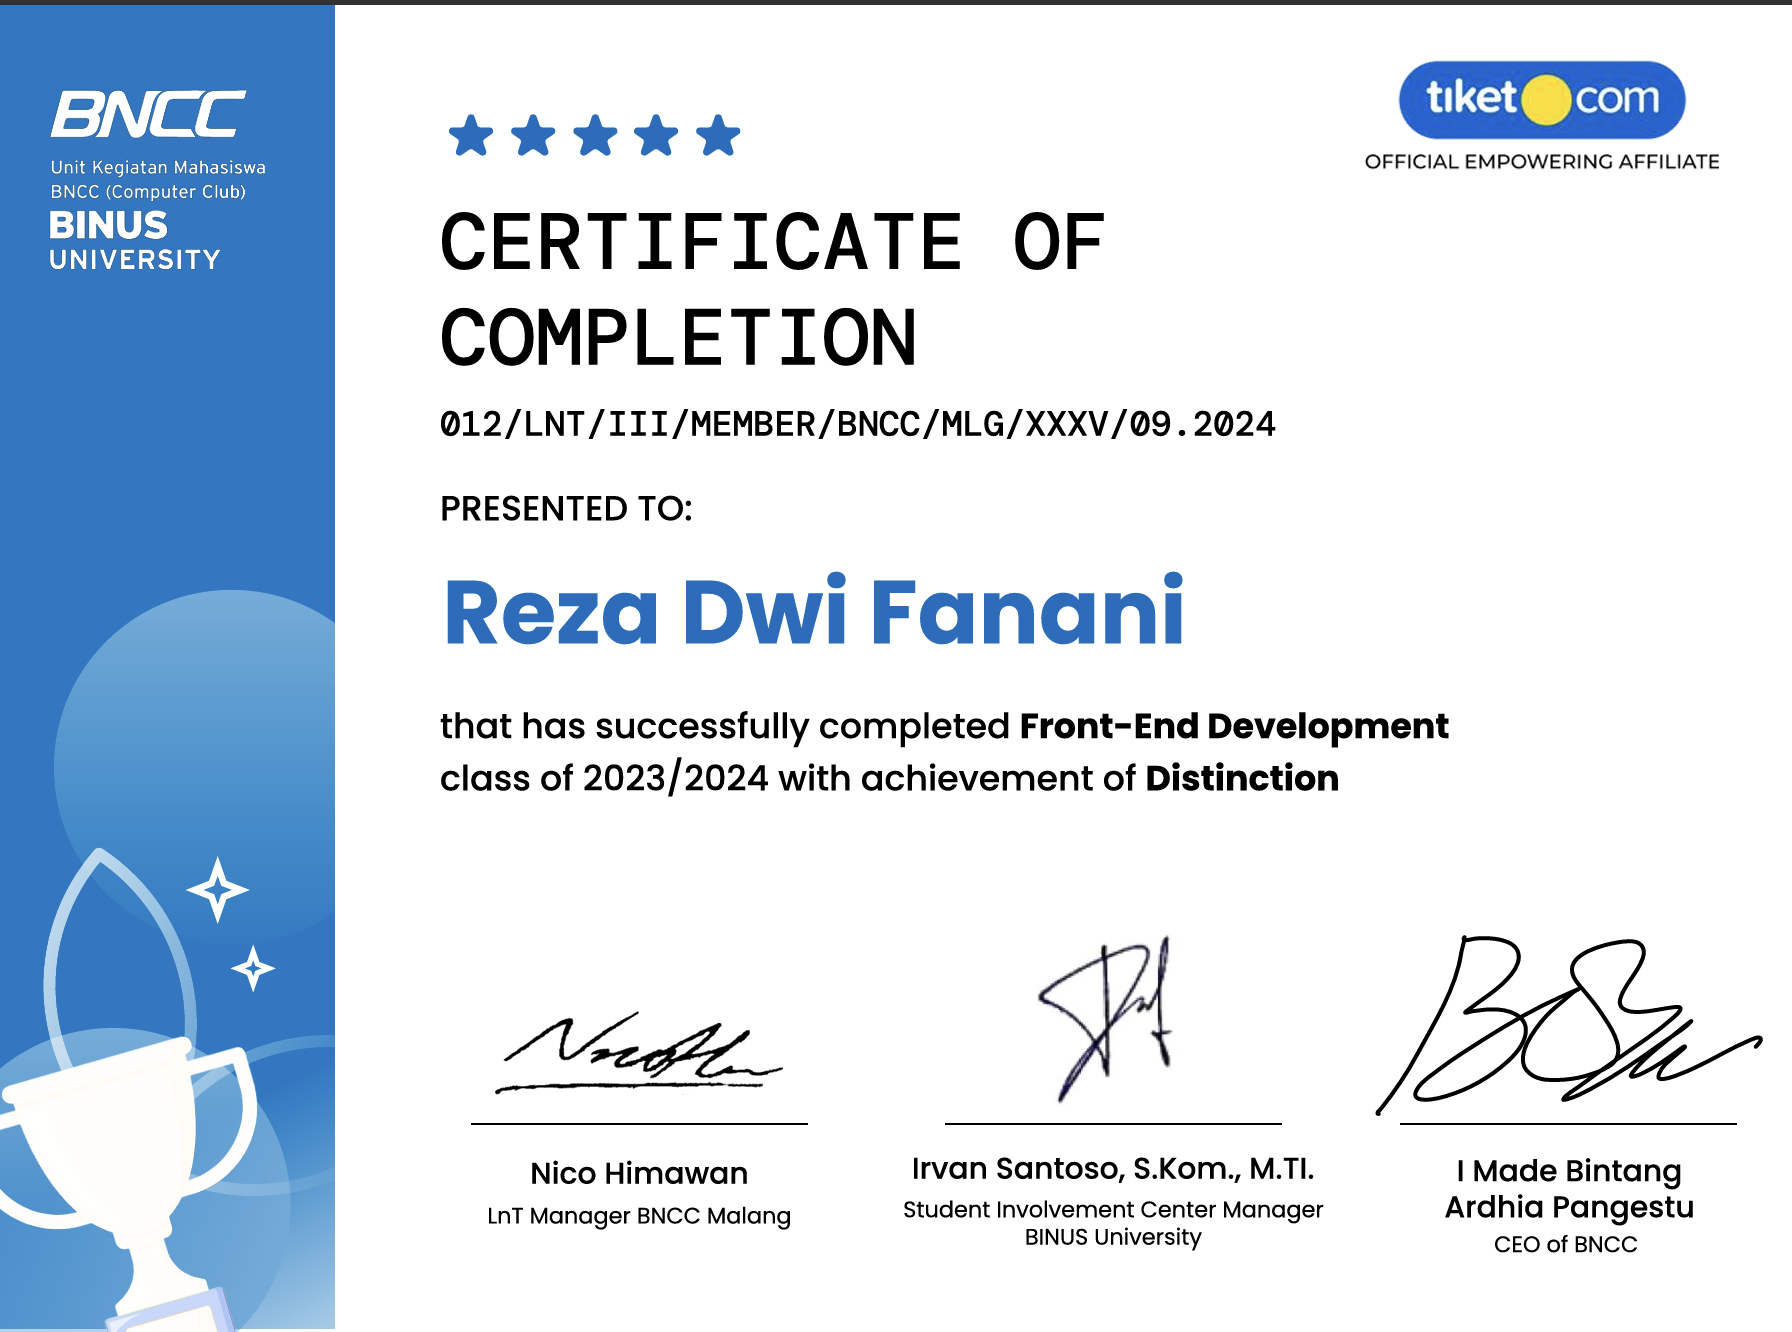 BNCC
Unit Kegiatan Mahasiswa
BNCC (Computer Club)
BINUS
UNIVERSITY
tiket com
OFFICIAL EMPOWERING AFFILIATE
CERTIFICATE OF
COMPLETION
012/LNT/III/MEMBER/BNCC/MLG/XXXV/09.2024
PRESENTED TO:
Reza Dwi Fanani
that has successfully completed Front-End Development
class of 2023/2024 with achievement of Distinction
Nico Himawan
LnT Manager BNCC Malang
Irvan Santoso, S.Kom., M.TI.
Student Involvement Center Manager
BINUS University
I Made Bintang
Ardhia Pangestu
CEO of BNCC